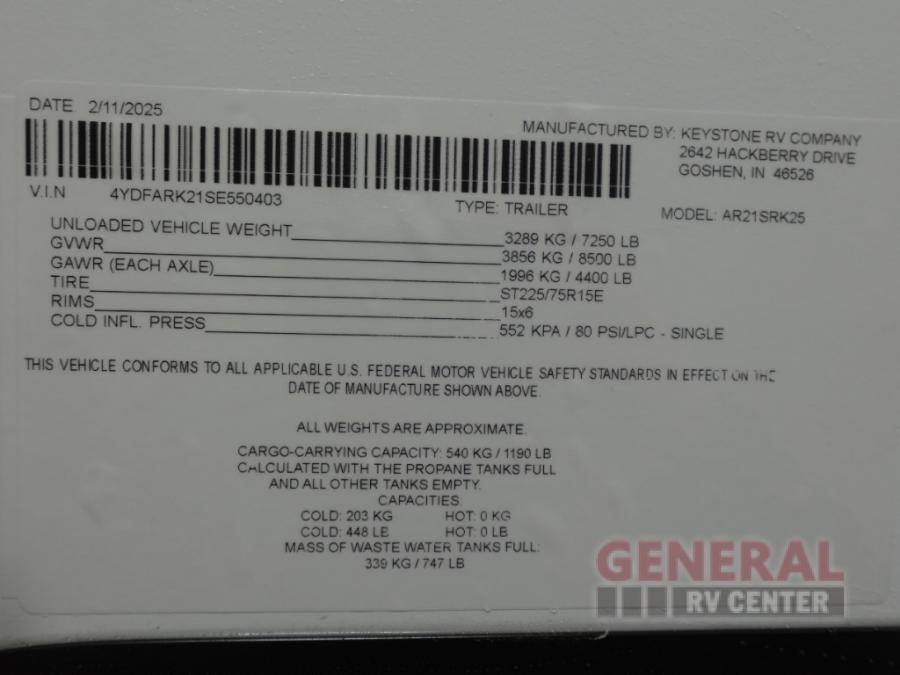 DATE 2/11/2025
MANUFACTURED BY: KEYSTONE RV COMPANY
2642 HACKBERRY DRIVE
GOSHEN, IN 46526
V.I.N 4YDFARK21SE550403
TYPE: TRAILER
MODEL: AR21SRK25
UNLOADED VEHICLE WEIGHT 3289 KG / 7250 LB
GVWR 3856 KG / 8500 LB
GAWR (EACH AXLE) 1996 KG / 4400 LB
TIRE ST225/75R15E
RIMS 15x6
COLD INFL. PRESS 552 KPA / 80 PSI/LPC - SINGLE
THIS VEHICLE CONFORMS TO ALL APPLICABLE U.S. FEDERAL MOTOR VEHICLE SAFETY STANDARDS IN EFFECT ON THE
DATE OF MANUFACTURE SHOWN ABOVE.
ALL WEIGHTS ARE APPROXIMATE.
CARGO-CARRYING CAPACITY: 540 KG / 1190 LB
CALCULATED WITH THE PROPANE TANKS FULL
AND ALL OTHER TANKS EMPTY.
CAPACITIES
COLD: 203 KG HOT: 0 KG
COLD: 448 LB HOT: 0 LB
MASS OF WASTE WATER TANKS FULL:
339 KG / 747 LB
GENERAL
RV CENTER